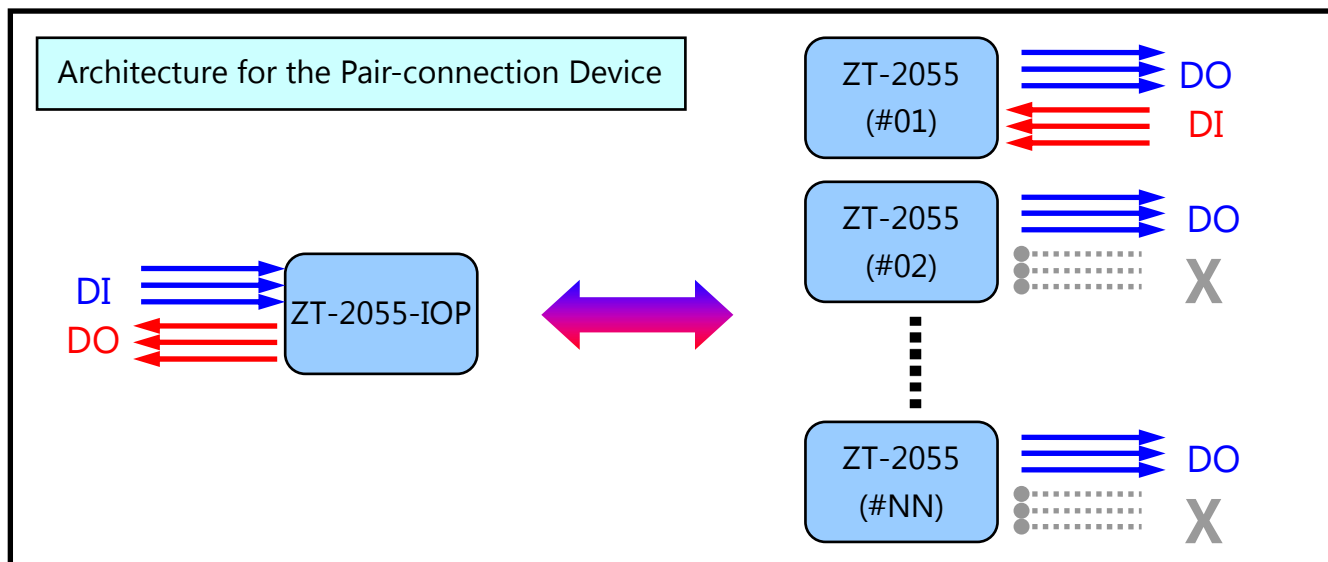 Architecture for the Pair-connection Device
DI
DO
ZT-2055-IOP
ZT-2055
(#01)
DO
DI
ZT-2055
(#02)
DO
X
ZT-2055
(#NN)
DO
X